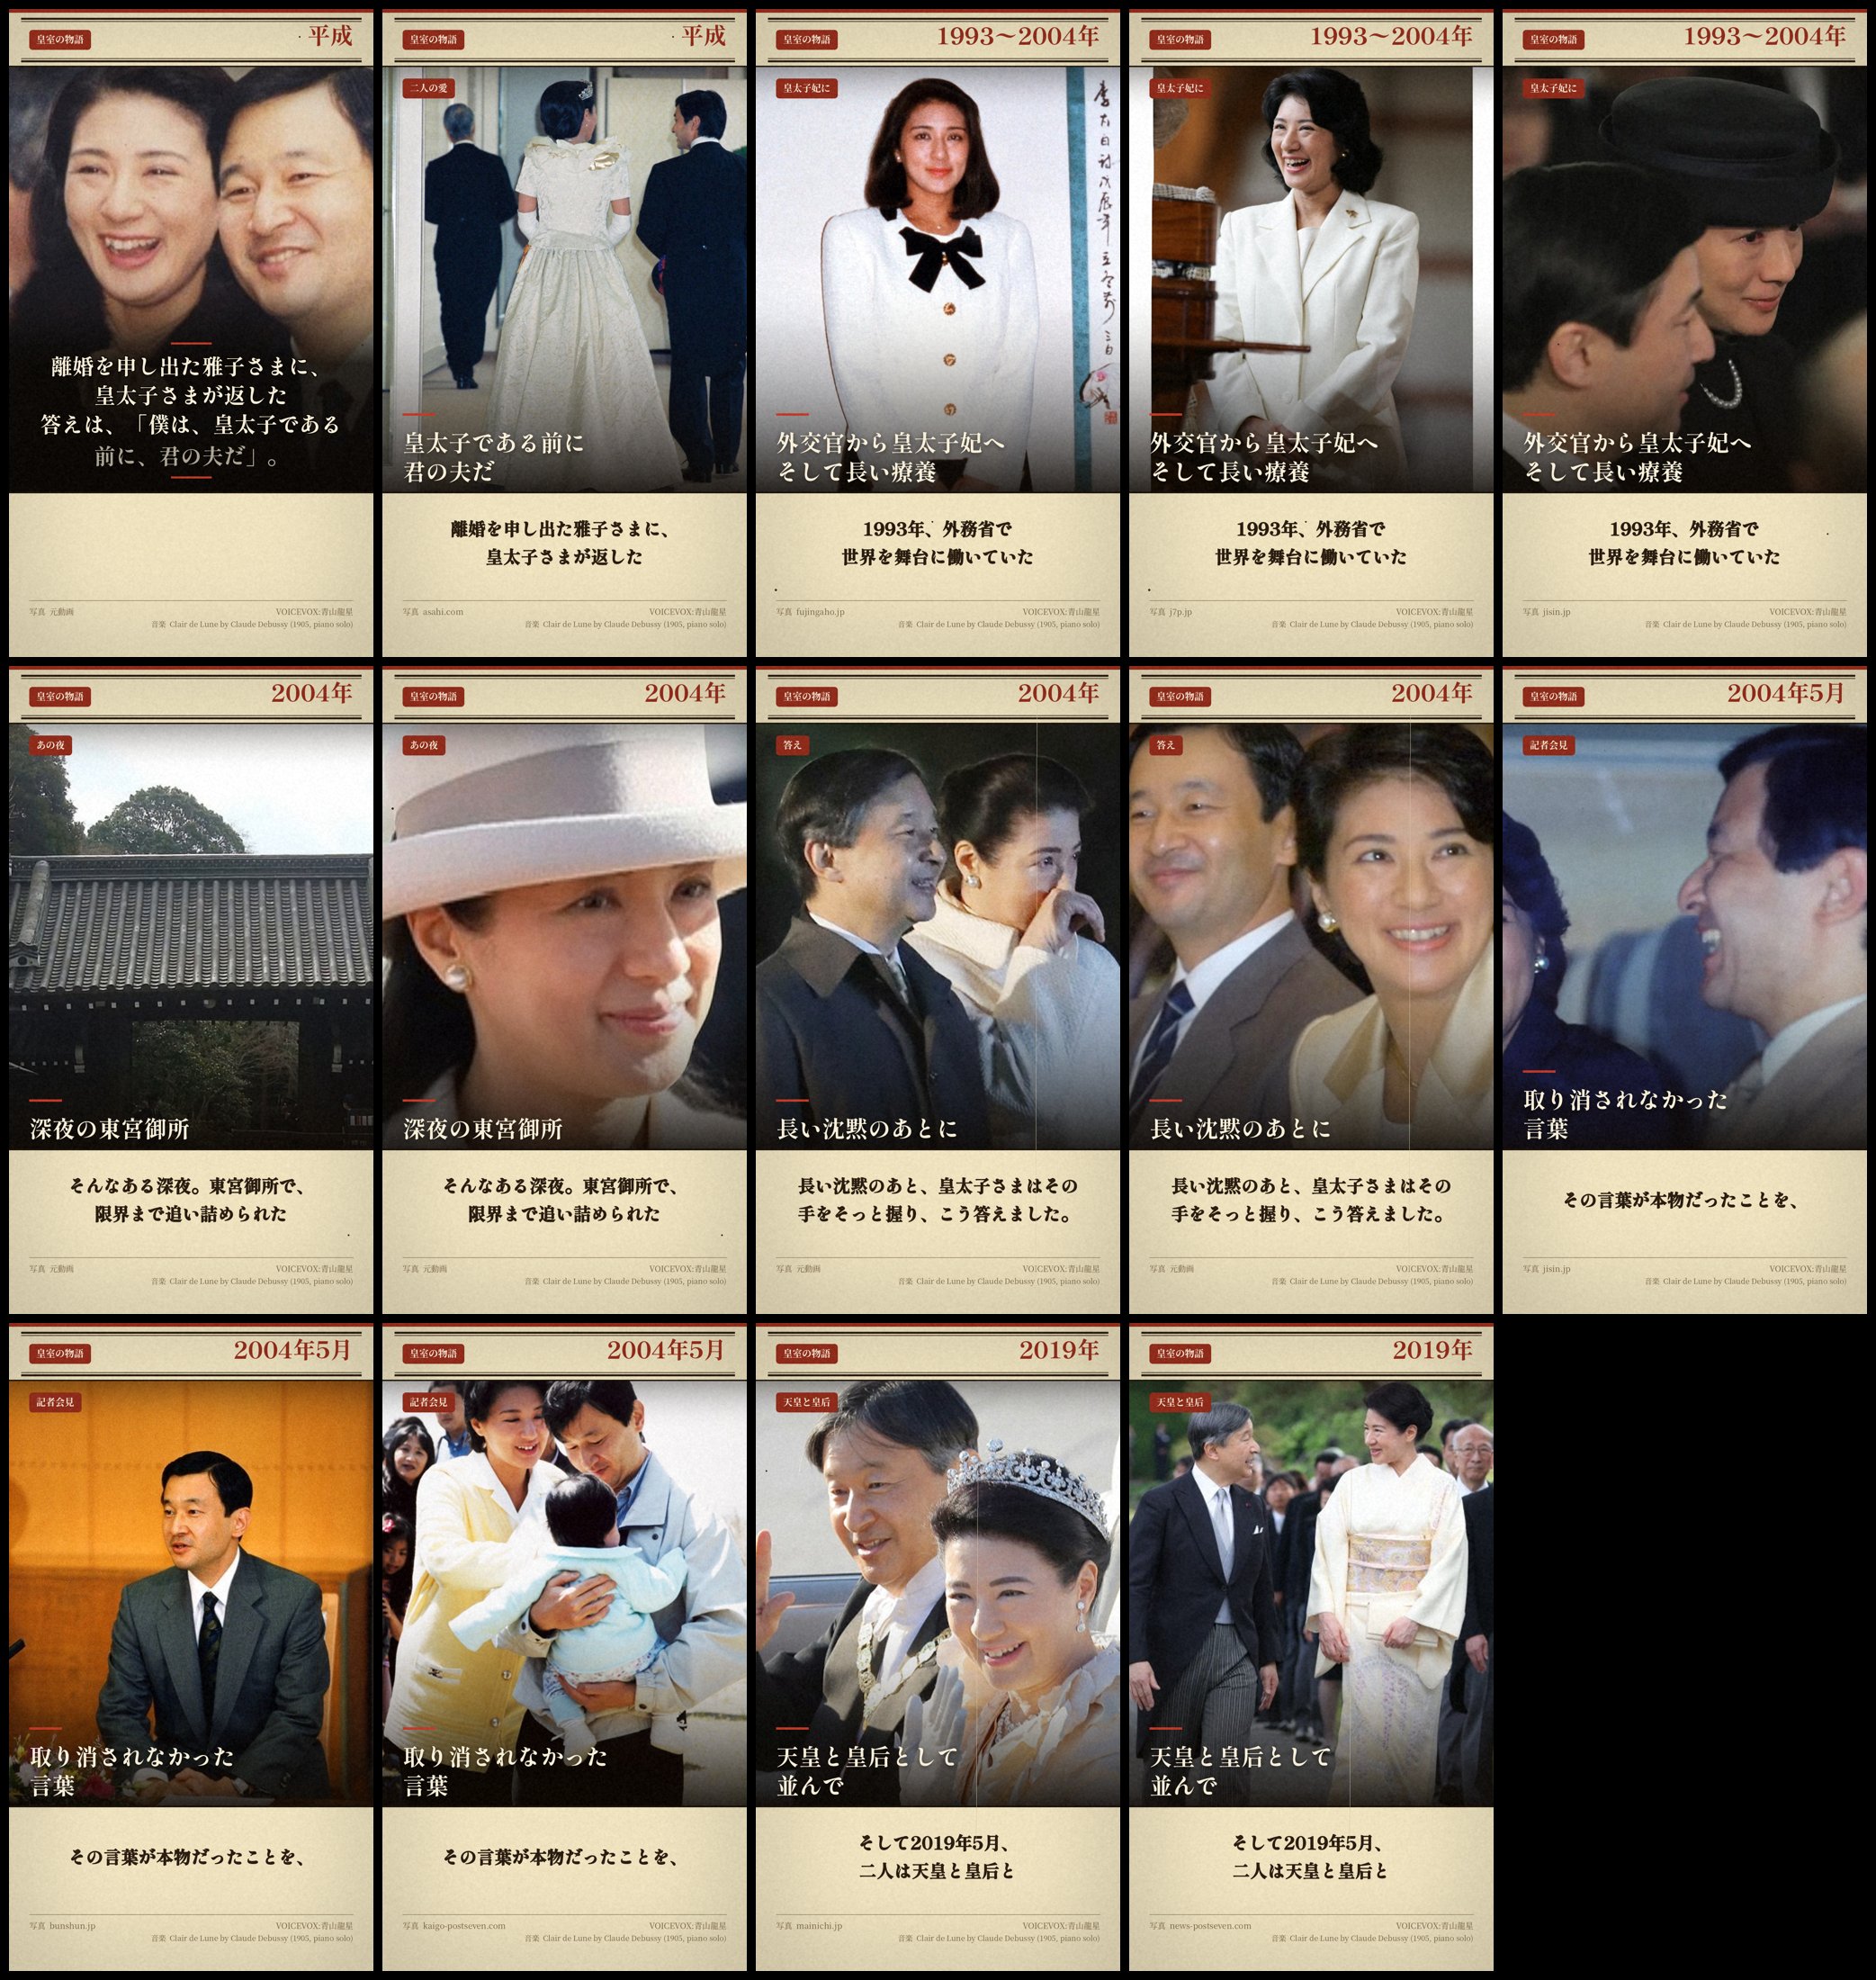 皇室の物語
平成
離婚を申し出た雅子さまに、
皇太子さまが返した
答えは、「僕は、皇太子である
前に、君の夫だ」。
写真 元動画
VOICEVOX:青山龍星
音楽 Clair de Lune by Claude Debussy (1905, piano solo)
皇室の物語
平成
二人の愛
皇太子である前に
君の夫だ
離婚を申し出た雅子さまに、
皇太子さまが返した
写真 asahi.com
VOICEVOX:青山龍星
音楽 Clair de Lune by Claude Debussy (1905, piano solo)
皇室の物語
1993〜2004年
皇太子妃に
外交官から皇太子妃へ
そして長い療養
1993年、外務省で
世界を舞台に働いていた
写真 fujingaho.jp
VOICEVOX:青山龍星
音楽 Clair de Lune by Claude Debussy (1905, piano solo)
皇室の物語
1993〜2004年
皇太子妃に
外交官から皇太子妃へ
そして長い療養
1993年、外務省で
世界を舞台に働いていた
写真 j7p.jp
VOICEVOX:青山龍星
音楽 Clair de Lune by Claude Debussy (1905, piano solo)
皇室の物語
1993〜2004年
皇太子妃に
外交官から皇太子妃へ
そして長い療養
1993年、外務省で
世界を舞台に働いていた
写真 jisin.jp
VOICEVOX:青山龍星
音楽 Clair de Lune by Claude Debussy (1905, piano solo)
皇室の物語
2004年
あの夜
深夜の東宮御所
そんなある深夜。東宮御所で、
限界まで追い詰められた
写真 元動画
VOICEVOX:青山龍星
音楽 Clair de Lune by Claude Debussy (1905, piano solo)
皇室の物語
2004年
あの夜
深夜の東宮御所
そんなある深夜。東宮御所で、
限界まで追い詰められた
写真 元動画
VOICEVOX:青山龍星
音楽 Clair de Lune by Claude Debussy (1905, piano solo)
皇室の物語
2004年
答え
長い沈黙のあとに
長い沈黙のあと、皇太子さまはその
手をそっと握り、こう答えました。
写真 元動画
VOICEVOX:青山龍星
音楽 Clair de Lune by Claude Debussy (1905, piano solo)
皇室の物語
2004年
答え
長い沈黙のあとに
長い沈黙のあと、皇太子さまはその
手をそっと握り、こう答えました。
写真 元動画
VOICEVOX:青山龍星
音楽 Clair de Lune by Claude Debussy (1905, piano solo)
皇室の物語
2004年5月
記者会見
取り消されなかった
言葉
その言葉が本物だったことを、
写真 jisin.jp
VOICEVOX:青山龍星
音楽 Clair de Lune by Claude Debussy (1905, piano solo)
皇室の物語
2004年5月
記者会見
取り消されなかった
言葉
その言葉が本物だったことを、
写真 bunshun.jp
VOICEVOX:青山龍星
音楽 Clair de Lune by Claude Debussy (1905, piano solo)
皇室の物語
2004年5月
記者会見
取り消されなかった
言葉
その言葉が本物だったことを、
写真 kaigo-postseven.com
VOICEVOX:青山龍星
音楽 Clair de Lune by Claude Debussy (1905, piano solo)
皇室の物語
2019年
天皇と皇后
天皇と皇后として
並んで
そして2019年5月、
二人は天皇と皇后と
写真 mainichi.jp
VOICEVOX:青山龍星
音楽 Clair de Lune by Claude Debussy (1905, piano solo)
皇室の物語
2019年
天皇と皇后
天皇と皇后として
並んで
そして2019年5月、
二人は天皇と皇后と
写真 news-postseven.com
VOICEVOX:青山龍星
音楽 Clair de Lune by Claude Debussy (1905, piano solo)